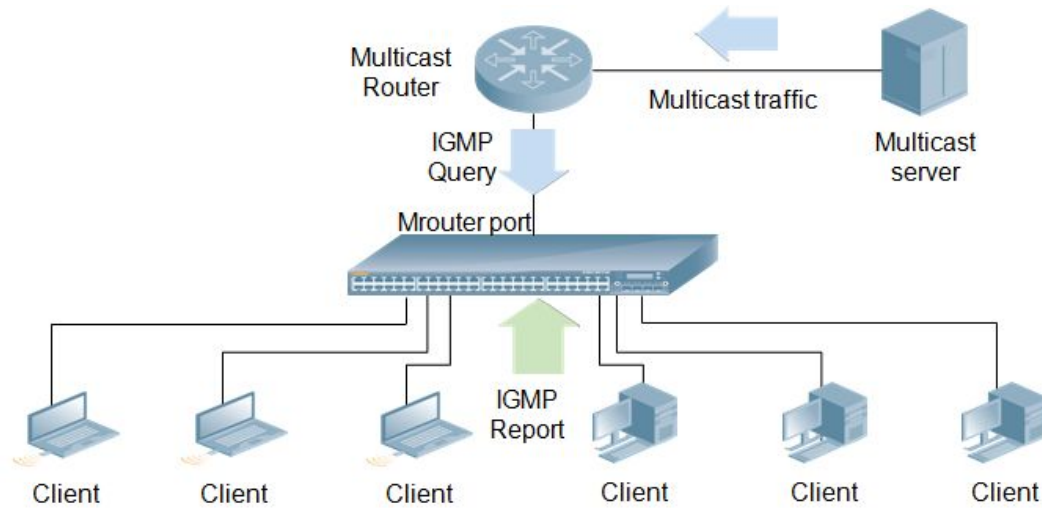 Multicast
Router
Multicast traffic
Multicast
server
IGMP
Query
Mrouter port
IGMP
Report
Client
Client
Client
Client
Client
Client